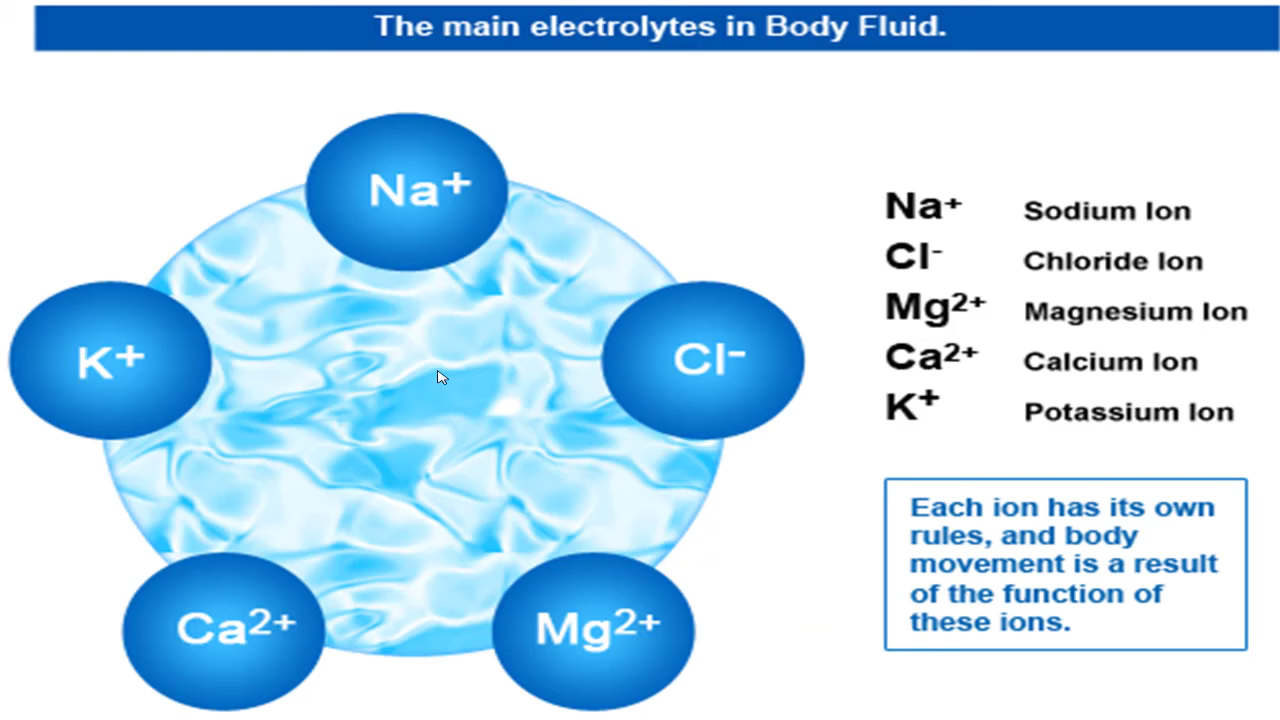 The main electrolytes in Body Fluid.
Na⁺
K⁺
Cl⁻
Ca²⁺
Mg²⁺
Na⁺ Sodium Ion
Cl⁻ Chloride Ion
Mg²⁺ Magnesium Ion
Ca²⁺ Calcium Ion
K⁺ Potassium Ion
Each ion has its own
rules, and body
movement is a result
of the function of
these ions.